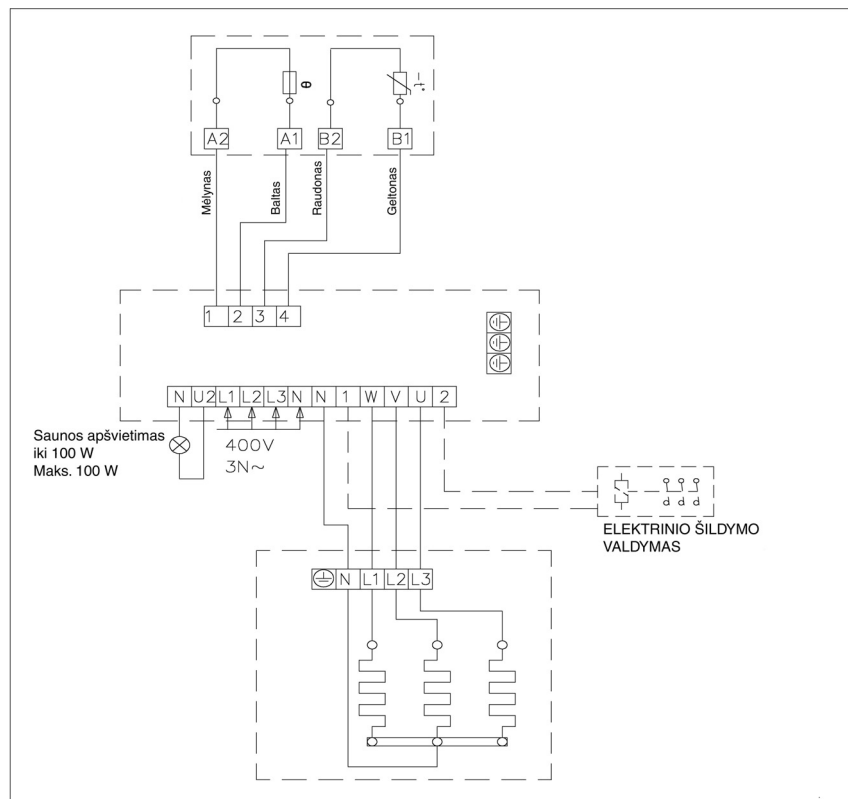 θ
-t°
A2 A1 B2 B1
Mėlynas
Baltas
Raudonas
Geltonas
1 2 3 4
N U2 L1 L2 L3 N N 1 W V U 2
Saunos apšvietimas
iki 100 W
Maks. 100 W
400V
3N~
ELEKTRINIO ŠILDYMO
VALDYMAS
N L1 L2 L3